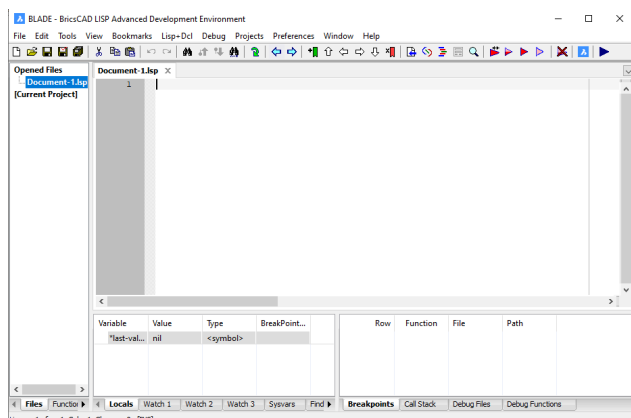 BLADE - BricsCAD LISP Advanced Development Environment
File Edit Tools View Bookmarks Lisp+Dcl Debug Projects Preferences Window Help
Opened Files
Document-1.lsp
[Current Project]
Document-1.lsp X
1
Variable Value Type BreakPoint...
*last-val... nil <symbol>
Row Function File Path
Files Function
Locals Watch 1 Watch 2 Watch 3 Sysvars Find
Breakpoints Call Stack Debug Files Debug Functions